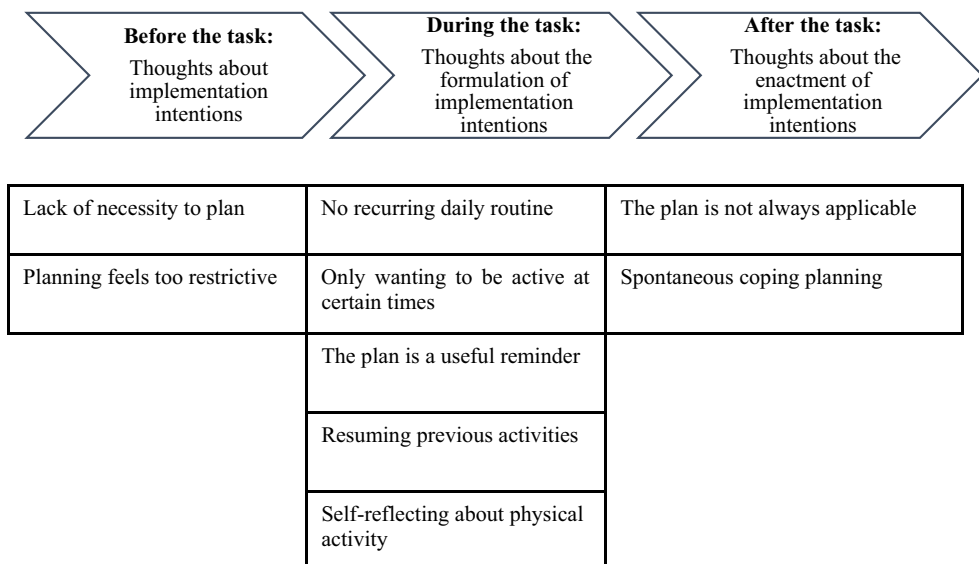 Before the task:
Thoughts about
implementation
intentions
During the task:
Thoughts about the
formulation of
implementation
intentions
After the task:
Thoughts about the
enactment of
implementation
intentions
Lack of necessity to plan
No recurring daily routine
The plan is not always applicable
Planning feels too restrictive
Only wanting to be active at
certain times
Spontaneous coping planning
The plan is a useful reminder
Resuming previous activities
Self-reflecting about physical
activity